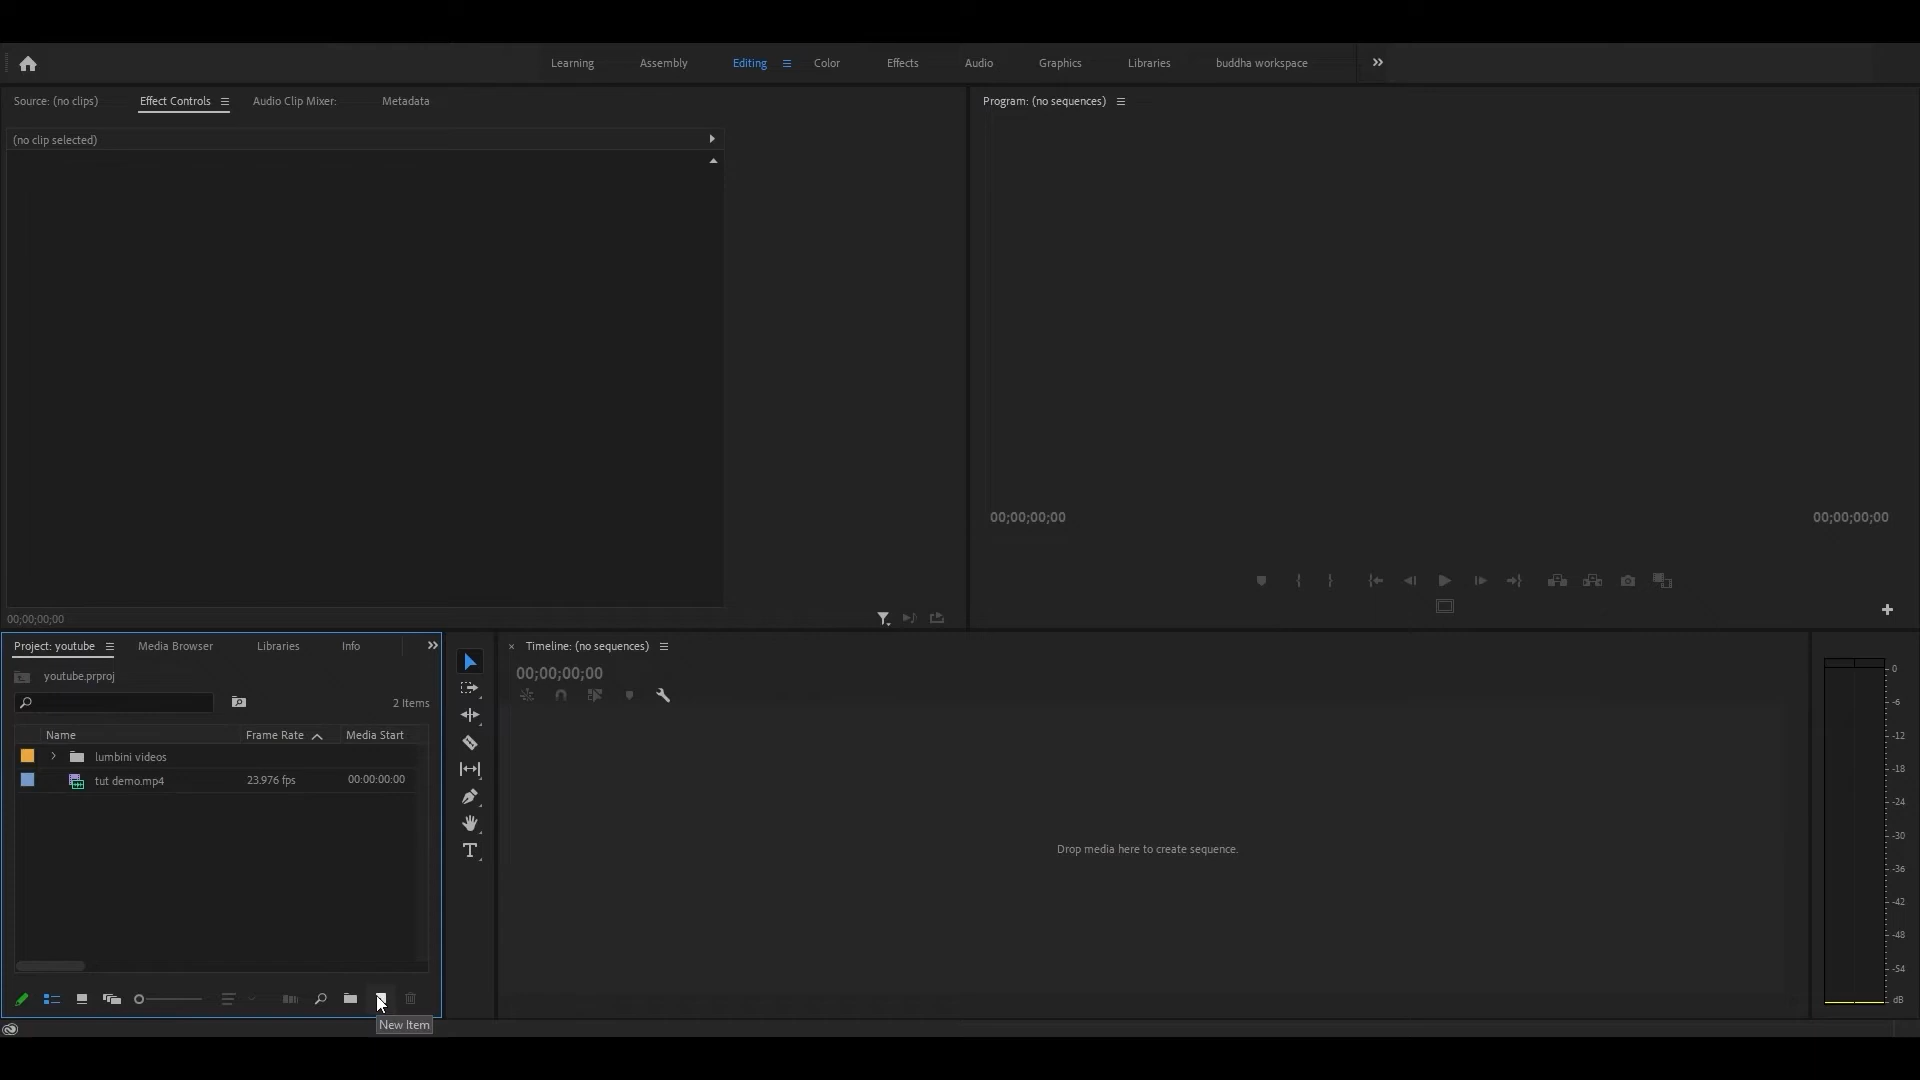 Learning Assembly Editing Color Effects Audio Graphics Libraries buddha workspace
Source: (no clips) Effect Controls Audio Clip Mixer: Metadata
(no clip selected)
00;00;00;00
Program: (no sequences)
00;00;00;00 00;00;00;00
Project: youtube Media Browser Libraries Info
youtube.prproj
2 Items
Name Frame Rate Media Start
lumbini videos
tut demo.mp4 23.976 fps 00:00:00:00
New Item
Timeline: (no sequences)
00;00;00;00
Drop media here to create sequence.
0
-6
-12
-18
-24
-30
-36
-42
-48
-54
dB